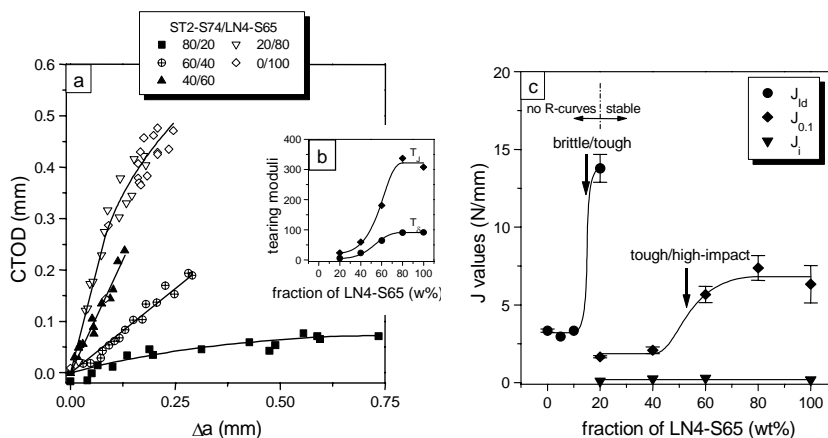 ST2-S74/LN4-S65
80/20 20/80
60/40 0/100
40/60
a
0.6
0.5
0.4
0.3
0.2
0.1
0.0
CTOD (mm)
0.00 0.25 0.50 0.75
Δa (mm)
b
400
300
200
100
0
tearing moduli
T_J
T_δ
0 20 40 60 80 100
fraction of LN4-S65 (wt%)
c
20
15
10
5
0
J values (N/mm)
no R-curves stable
brittle/tough
tough/high-impact
J_Id
J_0.1
J_i
0 20 40 60 80 100
fraction of LN4-S65 (wt%)